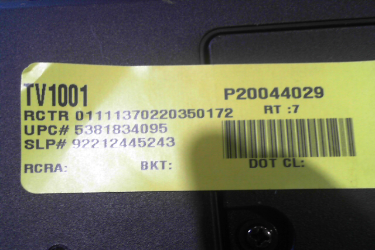 TV1001 P20044029
RCTR 01111370220350172 RT :7
UPC# 5381834095
SLP# 92212445243
RCRA: BKT: DOT CL: